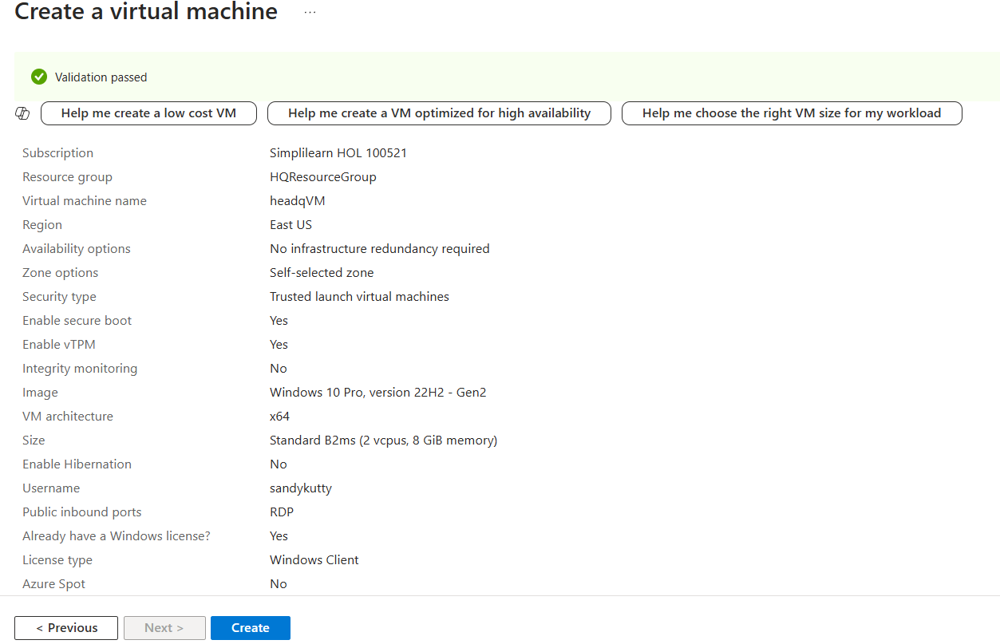 Create a virtual machine ...
Validation passed
Help me create a low cost VM Help me create a VM optimized for high availability Help me choose the right VM size for my workload
Subscription Simplilearn HOL 100521
Resource group HQResourceGroup
Virtual machine name headqVM
Region East US
Availability options No infrastructure redundancy required
Zone options Self-selected zone
Security type Trusted launch virtual machines
Enable secure boot Yes
Enable vTPM Yes
Integrity monitoring No
Image Windows 10 Pro, version 22H2 - Gen2
VM architecture x64
Size Standard B2ms (2 vcpus, 8 GiB memory)
Enable Hibernation No
Username sandykutty
Public inbound ports RDP
Already have a Windows license? Yes
License type Windows Client
Azure Spot No
< Previous Next > Create